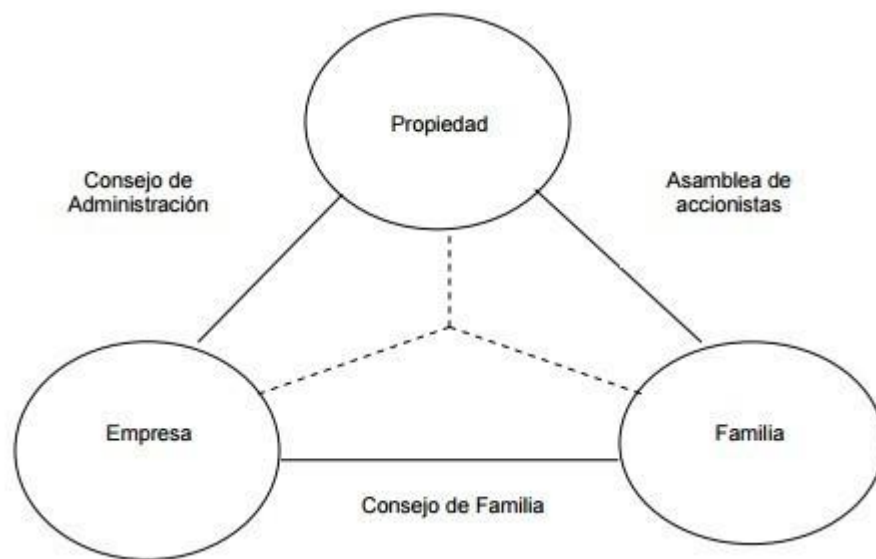 Propiedad
Consejo de
Administración
Asamblea de
accionistas
Empresa
Familia
Consejo de Familia